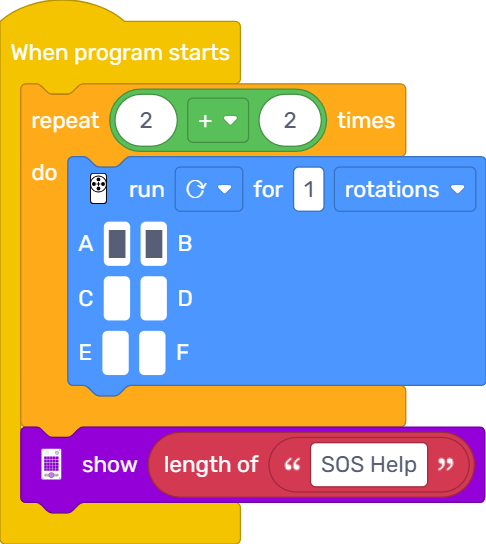 When program starts
repeat 2 + 2 times
do
run for 1 rotations
A B
C D
E F
show length of “ SOS Help ”